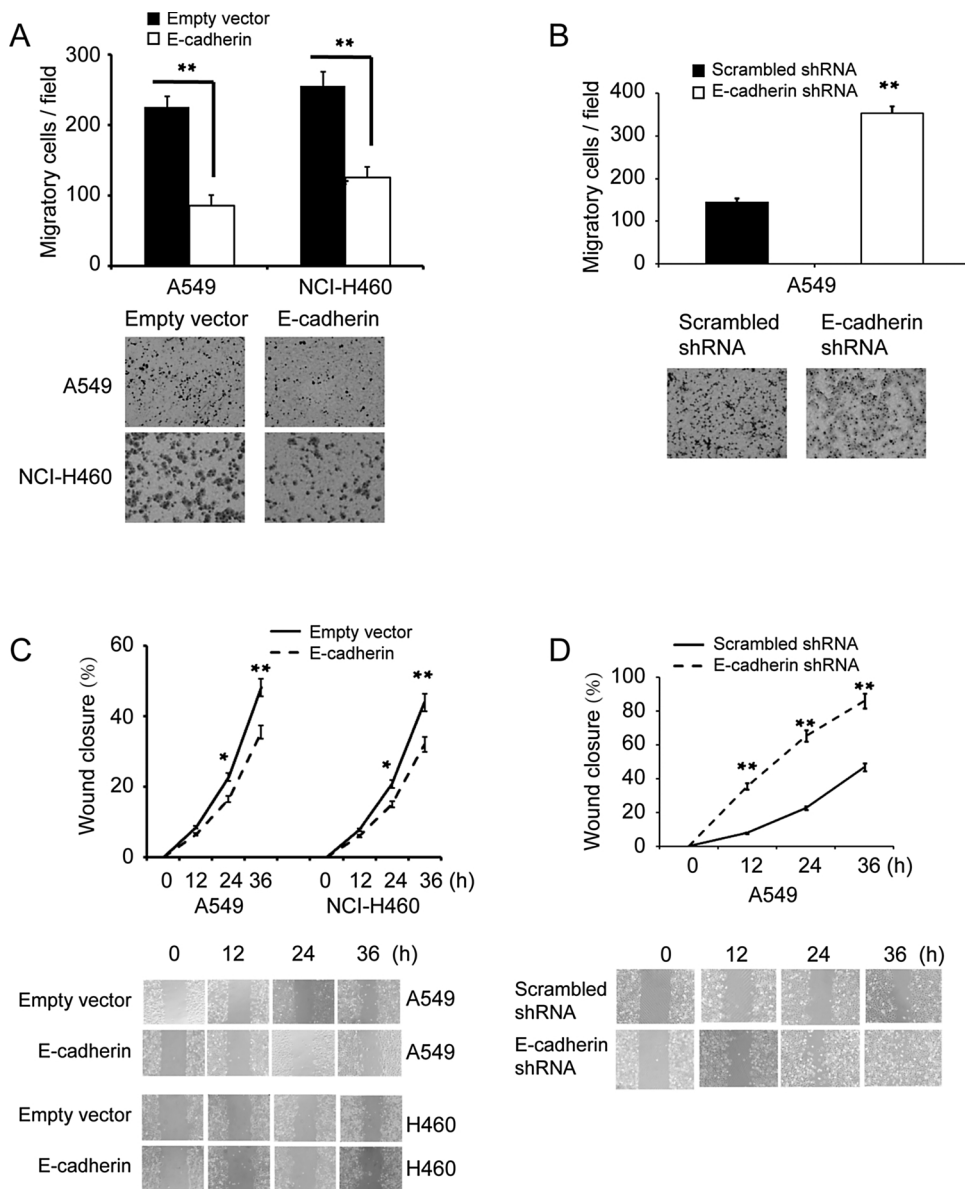 A
Empty vector
E-cadherin
Migratory cells / field
300
200
100
0
**
**
A549
NCI-H460
Empty vector
E-cadherin
A549
NCI-H460
B
Scrambled shRNA
E-cadherin shRNA
Migratory cells / field
400
300
200
100
0
**
A549
Scrambled
shRNA
E-cadherin
shRNA
C
Empty vector
E-cadherin
Wound closure (%)
60
40
20
0
*
**
*
**
0 12 24 36 0 12 24 36 (h)
A549
NCI-H460
0 12 24 36 (h)
Empty vector
A549
E-cadherin
A549
Empty vector
H460
E-cadherin
H460
D
Scrambled shRNA
E-cadherin shRNA
Wound closure (%)
100
80
60
40
20
0
**
**
**
0 12 24 36 (h)
A549
0 12 24 36 (h)
Scrambled
shRNA
E-cadherin
shRNA